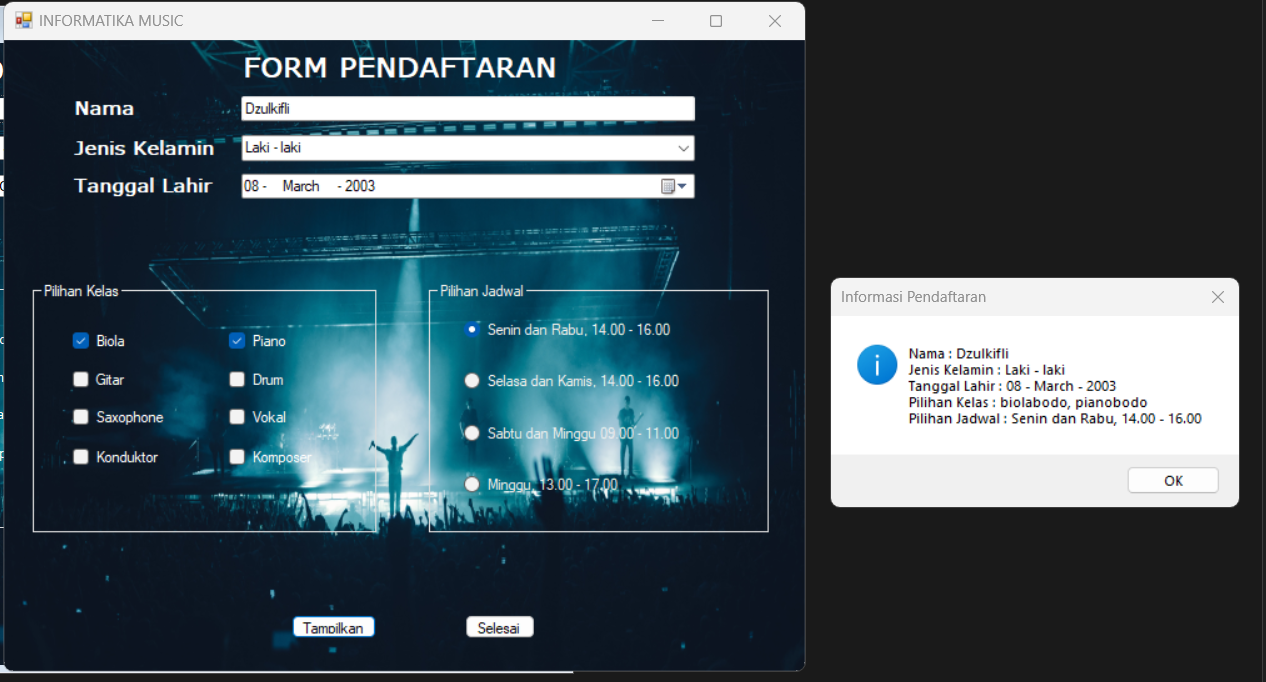 INFORMATIKA MUSIC
FORM PENDAFTARAN
Nama
Dzulkifli
Jenis Kelamin
Laki - laki
Tanggal Lahir
08 - March - 2003
Pilihan Kelas
Biola
Piano
Gitar
Drum
Saxophone
Vokal
Konduktor
Komposer
Pilihan Jadwal
Senin dan Rabu, 14.00 - 16.00
Selasa dan Kamis, 14.00 - 16.00
Sabtu dan Minggu 09.00 - 11.00
Minggu, 13.00 - 17.00
Tampilkan
Selesai
Informasi Pendaftaran
Nama : Dzulkifli
Jenis Kelamin : Laki - laki
Tanggal Lahir : 08 - March - 2003
Pilihan Kelas : biolabodo, pianobodo
Pilihan Jadwal : Senin dan Rabu, 14.00 - 16.00
OK